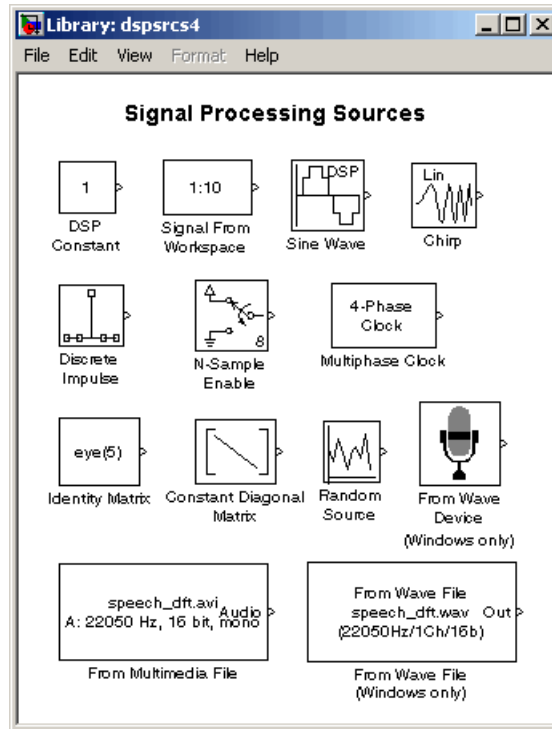 Library: dspsrcs4
File Edit View Format Help
Signal Processing Sources
1
DSP
Constant
1:10
Signal From
Workspace
DSP
Sine Wave
Lin
Chirp
Discrete
Impulse
8
N-Sample
Enable
4-Phase
Clock
Multiphase Clock
eye(5)
Identity Matrix
Constant Diagonal
Matrix
Random
Source
From Wave
Device
(Windows only)
speech_dft.avi
Audio
A: 22050 Hz, 16 bit, mono
From Multimedia File
From Wave File
speech_dft.wav Out
(22050Hz/1Ch/16b)
From Wave File
(Windows only)